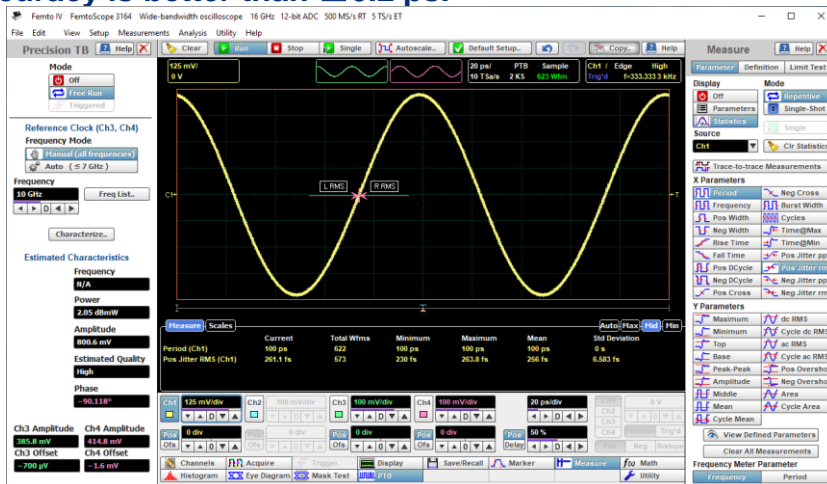 Femto IV FemtoScope 3164 Wide-bandwidth oscilloscope 16 GHz 12-bit ADC 500 MS/s RT 5 TS/s ET
File Edit View Setup Measurements Analysis Utility Help
Precision TB Help
Clear Run Stop Single Autoscale.. Default Setup.. Copy.. Help
Measure Help
Mode
Off
Free Run
Triggered
Reference Clock (Ch3, Ch4)
Frequency Mode
Manual (all frequencies)
Auto ( ≤ 7 GHz )
Frequency
10 GHz Freq List..
D
Characterize..
Estimated Characteristics
Frequency
N/A
Power
2.05 dBmW
Amplitude
800.6 mV
Estimated Quality
High
Phase
−90.118°
Ch3 Amplitude Ch4 Amplitude
385.8 mV 414.8 mV
Ch3 Offset Ch4 Offset
−700 µV −1.6 mV
125 mV/
0 V
20 ps/ PTB Sample
10 TSa/s 2 KS 623 Wfm
Ch1 / Edge High
Trig'd f=333.333 3 kHz
L RMS R RMS
Ch1
T
Measure Scales
Auto Max Mid Min
Current Total Wfms Minimum Maximum Mean Std Deviation
Period (Ch1) 100 ps 622 100 ps 100 ps 100 ps 0 s
Pos Jitter RMS (Ch1) 261.1 fs 573 230 fs 263.8 fs 256 fs 6.583 fs
Ch1 125 mV/div Ch2 100 mV/div Ch3 100 mV/div Ch4 100 mV/div 20 ps/div Ch1 0 V
Ch2
Ch3
Pos 0 div Pos 0 div Pos 0 div Pos 0 div Pos 50 %
Ofs Ofs Ofs Ofs Delay Pos Neg Bislope
Channels Acquire Trigger Display Save/Recall Marker Measure fω Math
Histogram Eye Diagram Mask Test PTB Utility
Parameter Definition Limit Test
Display Mode
Off Repetitive
Parameters Single-Shot
Statistics Single
Source
Ch1 Clr Statistics
Trace-to-trace Measurements
X Parameters
Period Neg Cross
Frequency Burst Width
Pos Width Cycles
Neg Width Time@Max
Rise Time Time@Min
Fall Time Pos Jitter pp
Pos DCycle Pos Jitter rm
Neg DCycle Neg Jitter pp
Pos Cross Neg Jitter rm
Y Parameters
Maximum dc RMS
Minimum Cycle dc RMS
Top ac RMS
Base Cycle ac RMS
Peak-Peak Pos Oversho
Amplitude Neg Oversho
Middle Area
Mean Cycle Area
Cycle Mean
View Defined Parameters
Clear All Measurements
Frequency Meter Parameter
Frequency Period